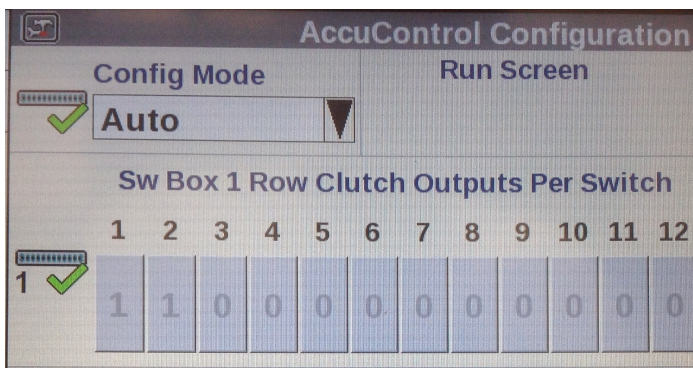 AccuControl Configuration
Config Mode
Run Screen
Auto
Sw Box 1 Row Clutch Outputs Per Switch
1 2 3 4 5 6 7 8 9 10 11 12
1
1 1 0 0 0 0 0 0 0 0 0 0